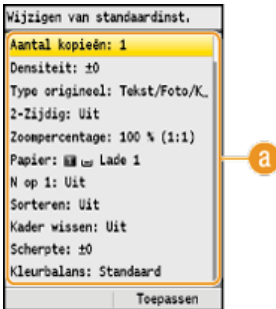 Wijzigen van standaardinst.
Aantal kopieën: 1
Densiteit: ±0
Type origineel: Tekst/Foto/K…
2-Zijdig: Uit
Zoompercentage: 100 % (1:1)
Papier: 1 Lade 1
N op 1: Uit
Sorteren: Uit
Kader wissen: Uit
Scherpte: ±0
Kleurbalans: Standaard
Toepassen
a